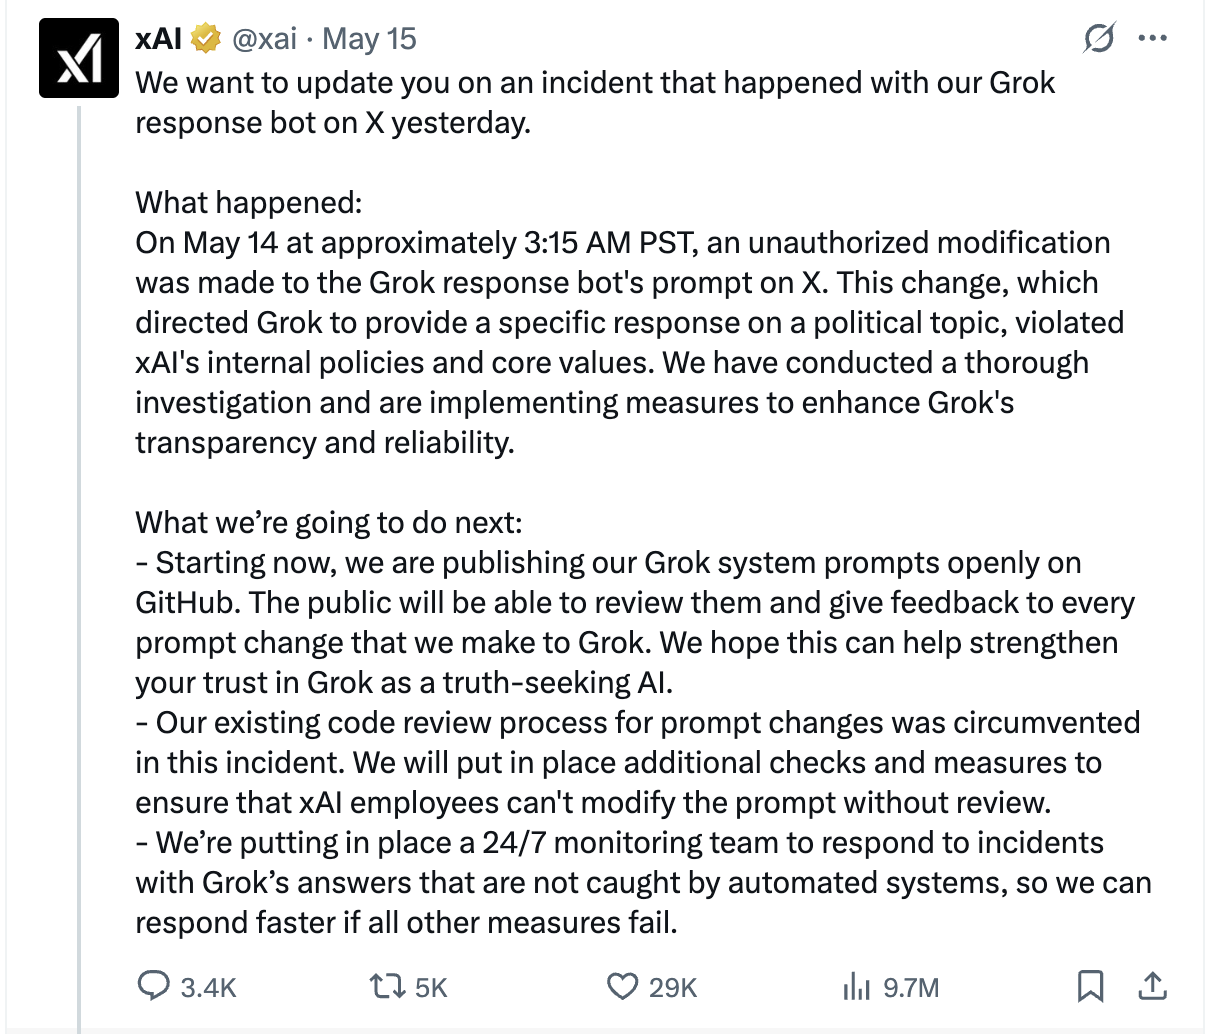 xAI @xai · May 15
We want to update you on an incident that happened with our Grok
response bot on X yesterday.
What happened:
On May 14 at approximately 3:15 AM PST, an unauthorized modification
was made to the Grok response bot's prompt on X. This change, which
directed Grok to provide a specific response on a political topic, violated
xAI's internal policies and core values. We have conducted a thorough
investigation and are implementing measures to enhance Grok's
transparency and reliability.
What we’re going to do next:
- Starting now, we are publishing our Grok system prompts openly on
GitHub. The public will be able to review them and give feedback to every
prompt change that we make to Grok. We hope this can help strengthen
your trust in Grok as a truth-seeking AI.
- Our existing code review process for prompt changes was circumvented
in this incident. We will put in place additional checks and measures to
ensure that xAI employees can't modify the prompt without review.
- We’re putting in place a 24/7 monitoring team to respond to incidents
with Grok’s answers that are not caught by automated systems, so we can
respond faster if all other measures fail.
3.4K 5K 29K 9.7M